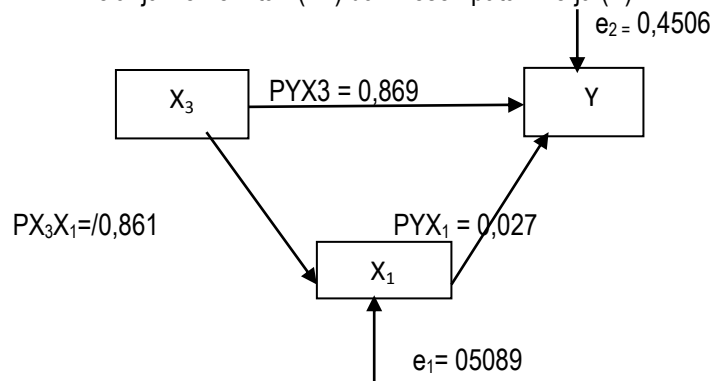 e₂ = 0,4506
X₃
PYX3 = 0,869
Y
PX₃X₁=/0,861
PYX₁ = 0,027
X₁
e₁= 05089